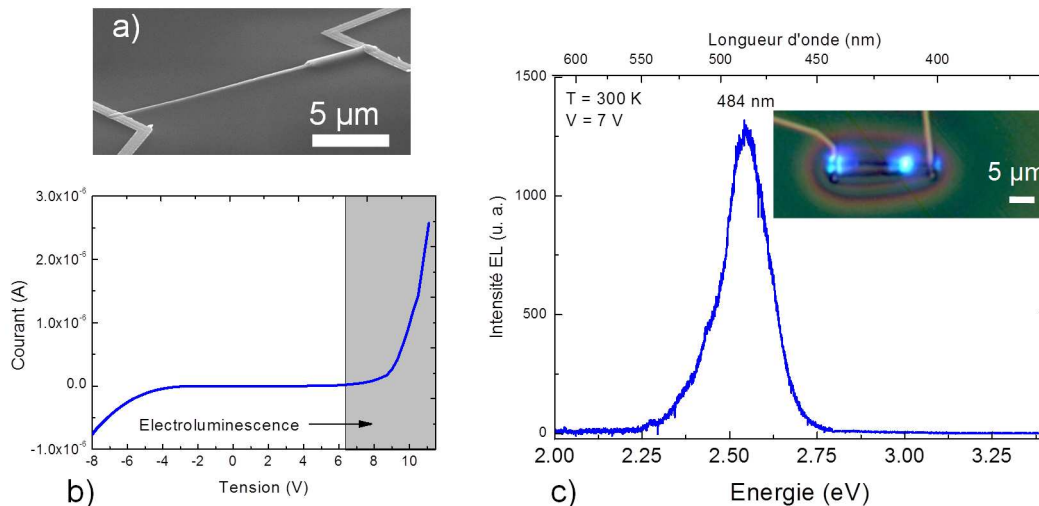 a)
5 µm
3.0x10⁻⁶
2.0x10⁻⁶
1.0x10⁻⁶
0.0
-1.0x10⁻⁶
Courant (A)
Electroluminescence
-8 -6 -4 -2 0 2 4 6 8 10
Tension (V)
b)
Longueur d'onde (nm)
600 550 500 450 400
1500
1000
500
0
Intensité EL (u. a.)
T = 300 K
V = 7 V
484 nm
5 µm
2.00 2.25 2.50 2.75 3.00 3.25
Energie (eV)
c)